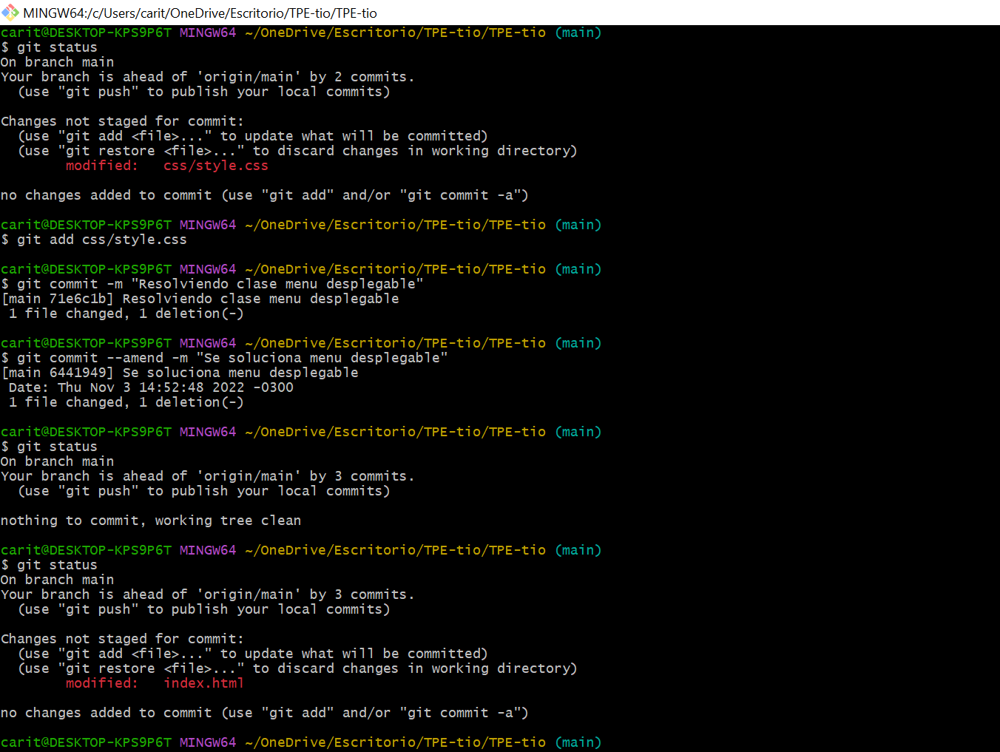 MINGW64:/c/Users/carit/OneDrive/Escritorio/TPE-tio/TPE-tio
carit@DESKTOP-KPS9P6T MINGW64 ~/OneDrive/Escritorio/TPE-tio/TPE-tio (main)
$ git status
On branch main
Your branch is ahead of 'origin/main' by 2 commits.
  (use "git push" to publish your local commits)

Changes not staged for commit:
  (use "git add <file>..." to update what will be committed)
  (use "git restore <file>..." to discard changes in working directory)
        modified:   css/style.css

no changes added to commit (use "git add" and/or "git commit -a")

carit@DESKTOP-KPS9P6T MINGW64 ~/OneDrive/Escritorio/TPE-tio/TPE-tio (main)
$ git add css/style.css

carit@DESKTOP-KPS9P6T MINGW64 ~/OneDrive/Escritorio/TPE-tio/TPE-tio (main)
$ git commit -m "Resolviendo clase menu desplegable"
[main 71e6c1b] Resolviendo clase menu desplegable
 1 file changed, 1 deletion(-)

carit@DESKTOP-KPS9P6T MINGW64 ~/OneDrive/Escritorio/TPE-tio/TPE-tio (main)
$ git commit --amend -m "Se soluciona menu desplegable"
[main 6441949] Se soluciona menu desplegable
 Date: Thu Nov 3 14:52:48 2022 -0300
 1 file changed, 1 deletion(-)

carit@DESKTOP-KPS9P6T MINGW64 ~/OneDrive/Escritorio/TPE-tio/TPE-tio (main)
$ git status
On branch main
Your branch is ahead of 'origin/main' by 3 commits.
  (use "git push" to publish your local commits)

nothing to commit, working tree clean

carit@DESKTOP-KPS9P6T MINGW64 ~/OneDrive/Escritorio/TPE-tio/TPE-tio (main)
$ git status
On branch main
Your branch is ahead of 'origin/main' by 3 commits.
  (use "git push" to publish your local commits)

Changes not staged for commit:
  (use "git add <file>..." to update what will be committed)
  (use "git restore <file>..." to discard changes in working directory)
        modified:   index.html

no changes added to commit (use "git add" and/or "git commit -a")

carit@DESKTOP-KPS9P6T MINGW64 ~/OneDrive/Escritorio/TPE-tio/TPE-tio (main)